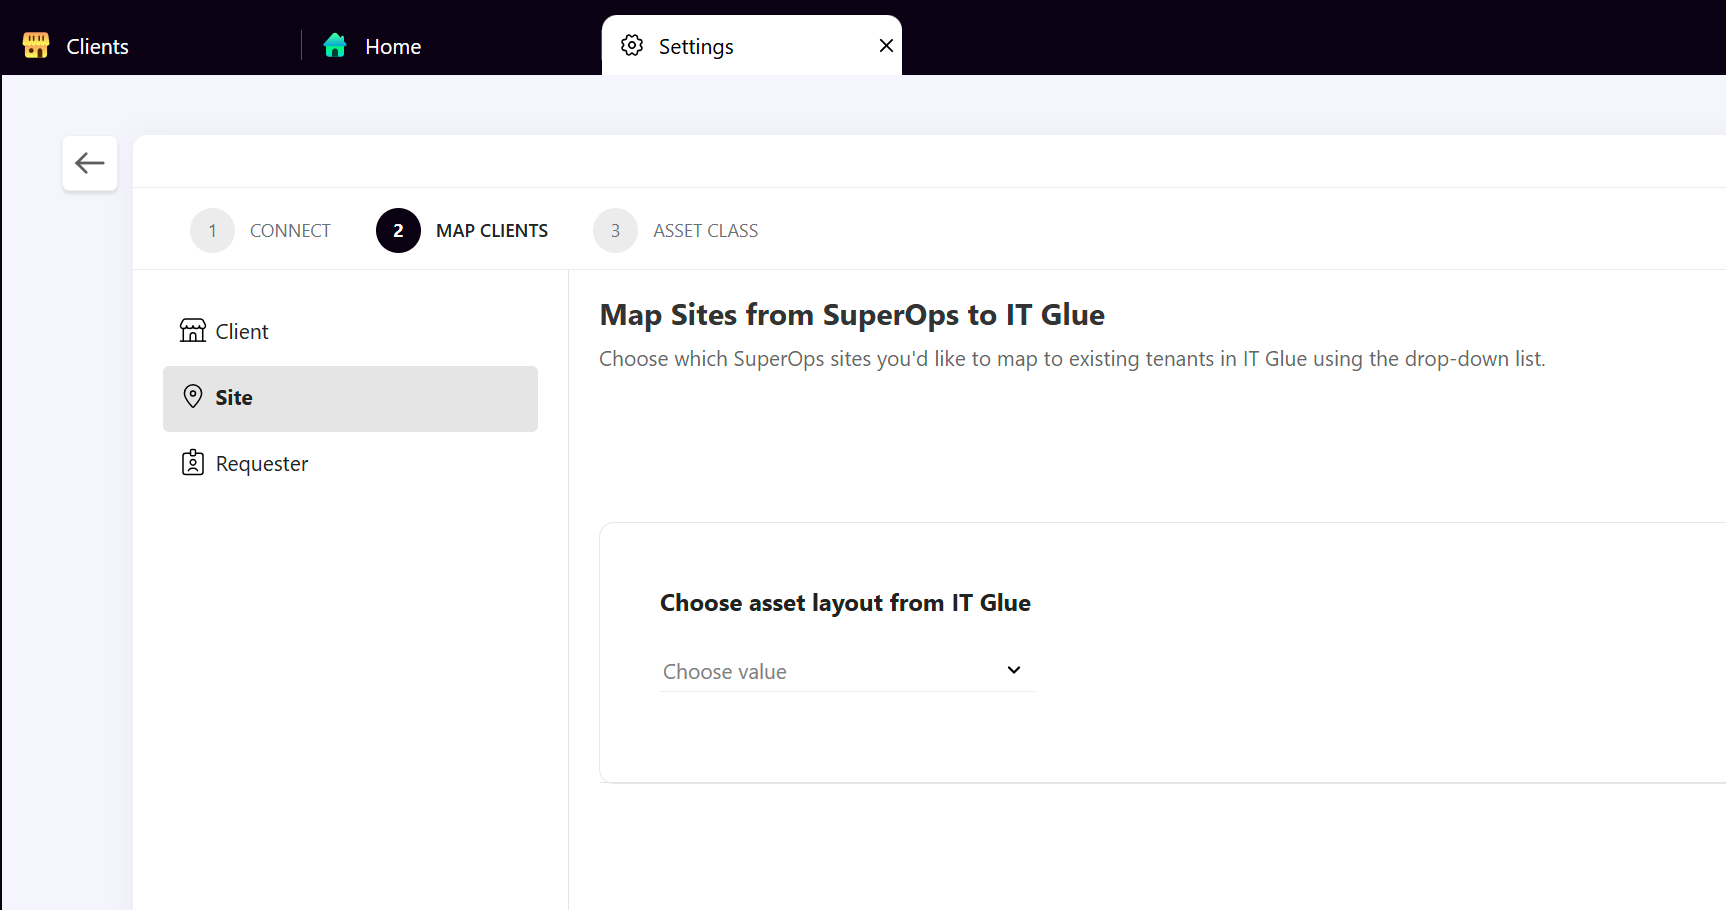 Clients
Home
Settings
1 CONNECT
2 MAP CLIENTS
3 ASSET CLASS
Client
Site
Requester
Map Sites from SuperOps to IT Glue
Choose which SuperOps sites you'd like to map to existing tenants in IT Glue using the drop-down list.
Choose asset layout from IT Glue
Choose value